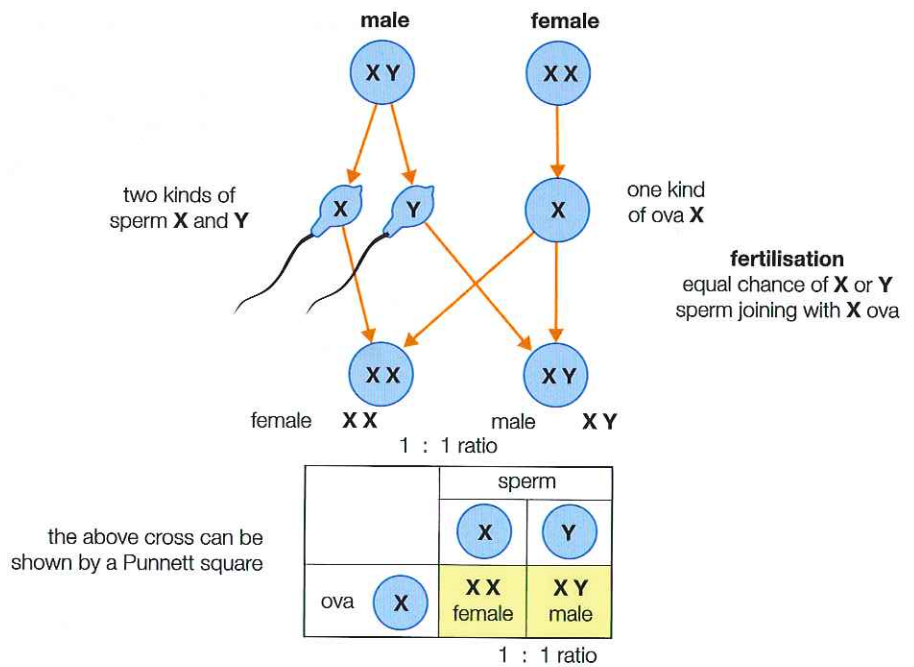 male
female
X Y
X X
two kinds of
sperm X and Y
X
Y
X
one kind
of ova X
fertilisation
equal chance of X or Y
sperm joining with X ova
X X
X Y
female X X
male X Y
1 : 1 ratio
the above cross can be
shown by a Punnett square
sperm
X
Y
ova X
X X
female
X Y
male
1 : 1 ratio